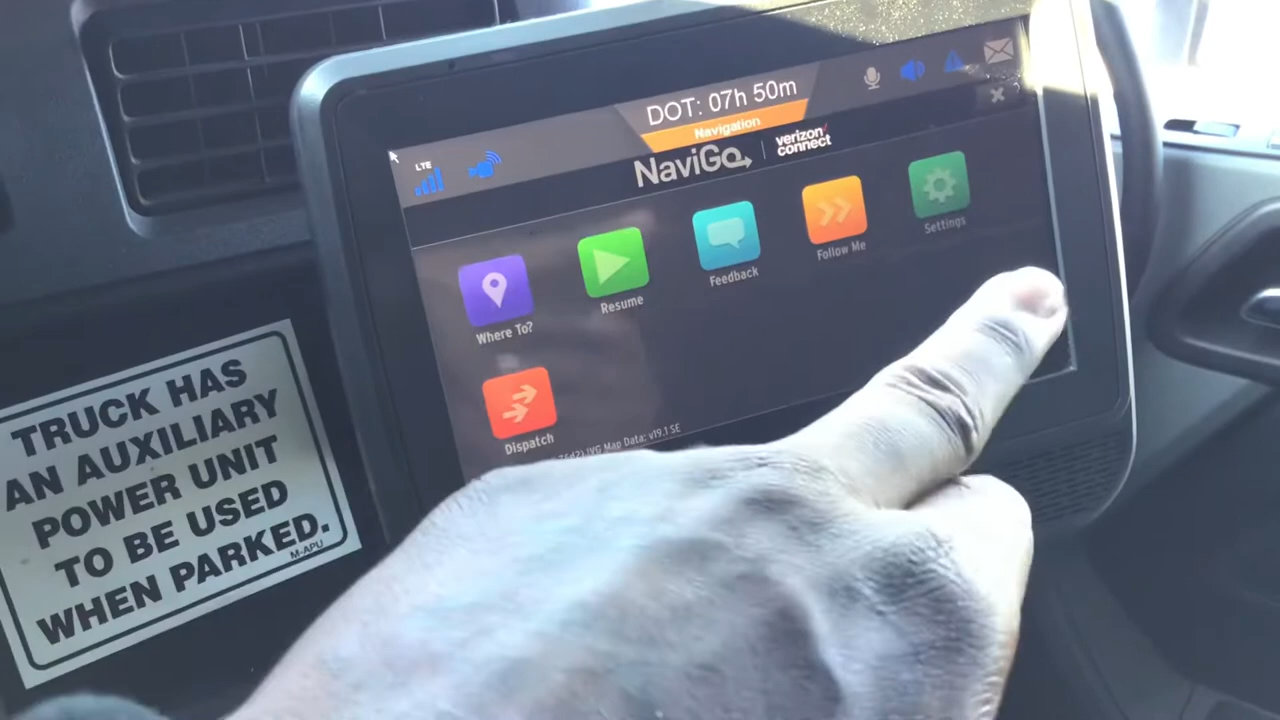 DOT: 07h 50m
Navigation
LTE
NaviGo
verizon
connect
Where To?
Resume
Feedback
Follow Me
Settings
Dispatch
Map Data: v19.1 SE
TRUCK HAS
AN AUXILIARY
POWER UNIT
TO BE USED
WHEN PARKED.
M-APU